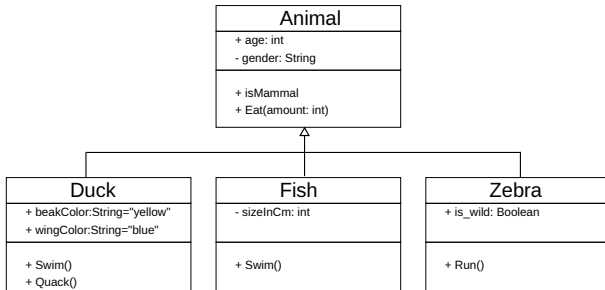 Animal
+ age: int
- gender: String
+ isMammal
+ Eat(amount: int)
Duck
+ beakColor:String="yellow"
+ wingColor:String="blue"
+ Swim()
+ Quack()
Fish
- sizeInCm: int
+ Swim()
Zebra
+ is_wild: Boolean
+ Run()